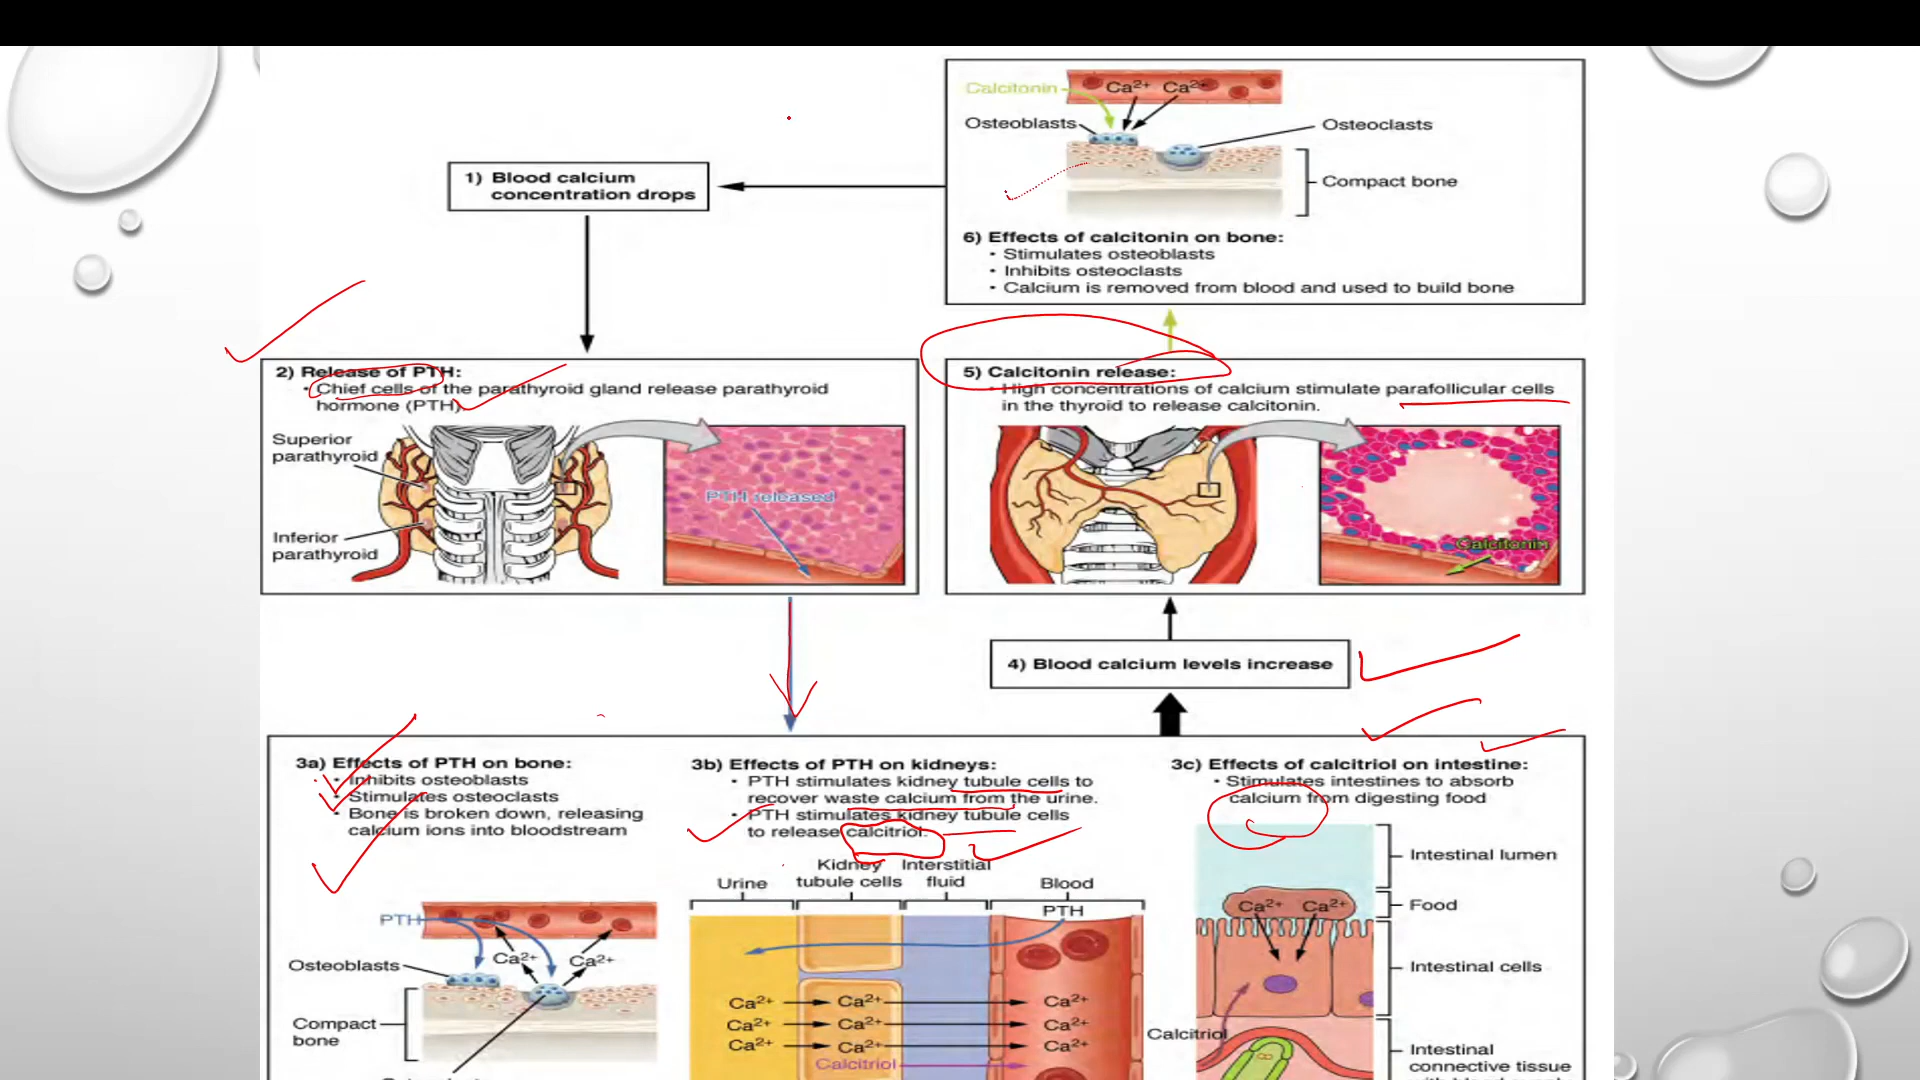 Calcitonin
Ca2+ Ca2+
Osteoblasts
Osteoclasts
Compact bone
6) Effects of calcitonin on bone:
• Stimulates osteoblasts
• Inhibits osteoclasts
• Calcium is removed from blood and used to build bone
1) Blood calcium
concentration drops
2) Release of PTH:
• Chief cells of the parathyroid gland release parathyroid
hormone (PTH).
Superior
parathyroid
Inferior
parathyroid
PTH released
5) Calcitonin release:
• High concentrations of calcium stimulate parafollicular cells
in the thyroid to release calcitonin.
Calcitonin
4) Blood calcium levels increase
3a) Effects of PTH on bone:
• Inhibits osteoblasts
• Stimulates osteoclasts
• Bone is broken down, releasing
calcium ions into bloodstream
PTH
Ca2+ Ca2+
Osteoblasts
Compact
bone
3b) Effects of PTH on kidneys:
• PTH stimulates kidney tubule cells to
recover waste calcium from the urine.
• PTH stimulates kidney tubule cells
to release calcitriol.
Urine
Kidney
tubule cells
Interstitial
fluid
Blood
PTH
Ca2+ Ca2+ Ca2+
Ca2+ Ca2+ Ca2+
Ca2+ Ca2+ Ca2+
Calcitriol
3c) Effects of calcitriol on intestine:
• Stimulates intestines to absorb
calcium from digesting food
Intestinal lumen
Ca2+ Ca2+
Food
Intestinal cells
Calcitriol
Intestinal
connective tissue